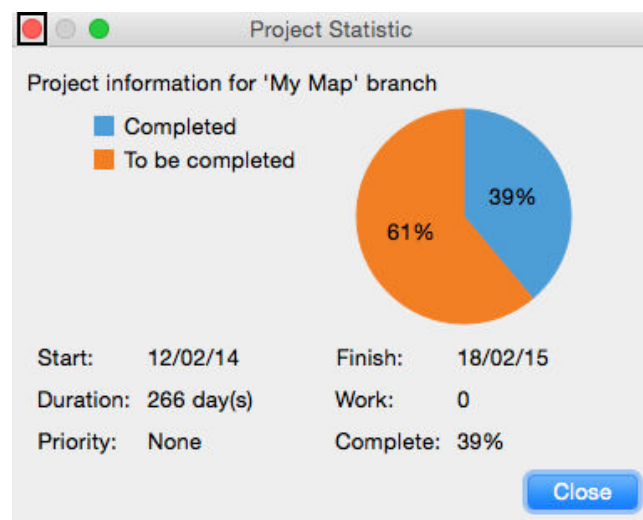 Project Statistic
Project information for 'My Map' branch
Completed
To be completed
39%
61%
Start: 12/02/14 Finish: 18/02/15
Duration: 266 day(s) Work: 0
Priority: None Complete: 39%
Close